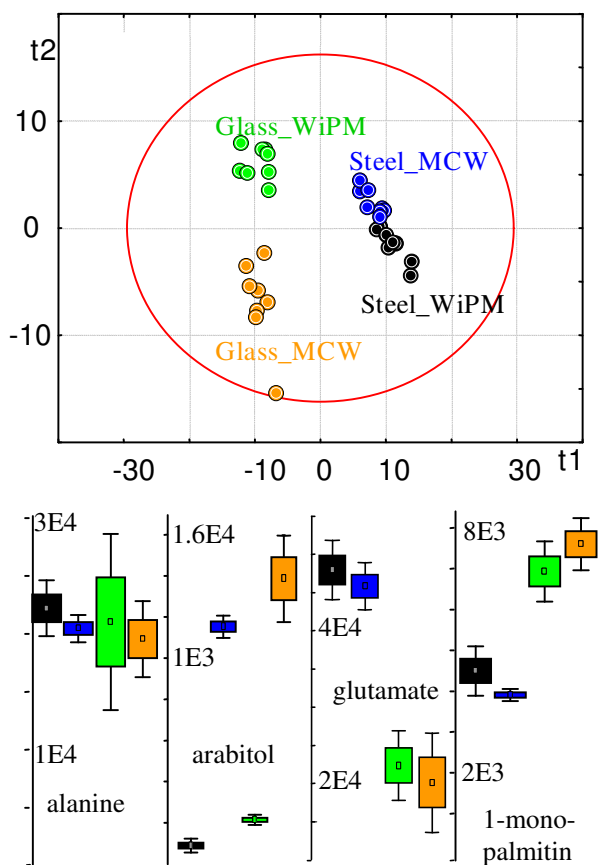 t2
10
0
-10
Glass_WiPM
Steel_MCW
Steel_WiPM
Glass_MCW
-30
-10
0
10
30
t1
3E4
1E4
alanine
1.6E4
1E3
arabitol
4E4
glutamate
2E4
8E3
2E3
1-mono-
palmitin